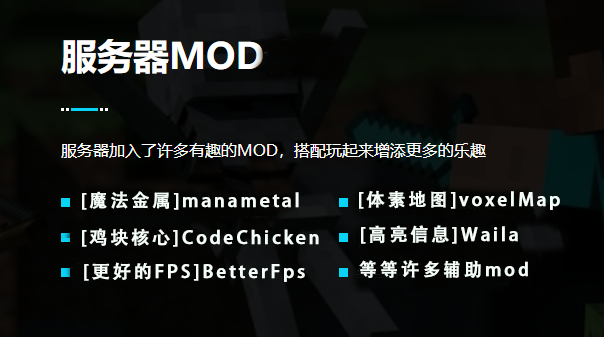 服务器MOD
服务器加入了许多有趣的MOD，搭配玩起来增添更多的乐趣
[魔法金属]manametal
[体素地图]voxelMap
[鸡块核心]CodeChicken
[高亮信息]Waila
[更好的FPS]BetterFps
等等许多辅助mod